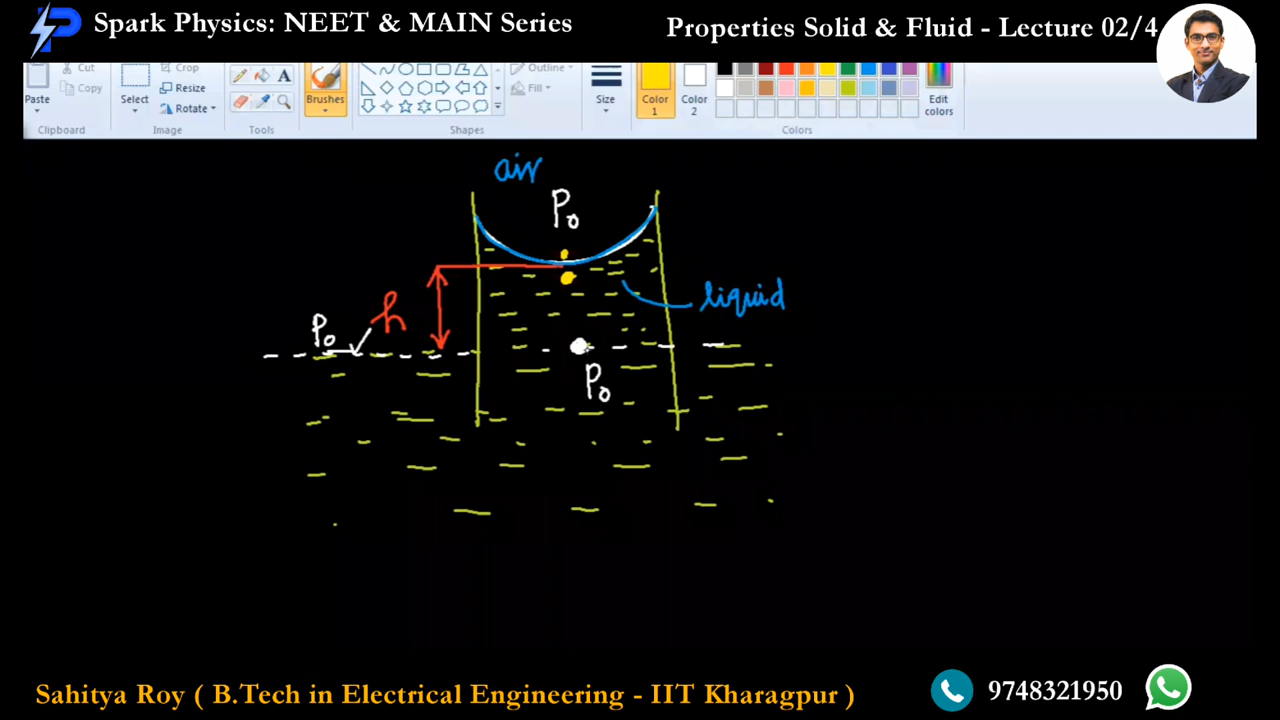 Spark Physics: NEET & MAIN Series
Properties Solid & Fluid - Lecture 02/4
Paste
Cut
Copy
Clipboard
Select
Crop
Resize
Rotate
Image
A
Tools
Brushes
Outline
Fill
Shapes
Size
Color
1
Color
2
Edit
colors
Colors
air
P₀
liquid
h
P₀
P₀
Sahitya Roy ( B.Tech in Electrical Engineering - IIT Kharagpur )
9748321950